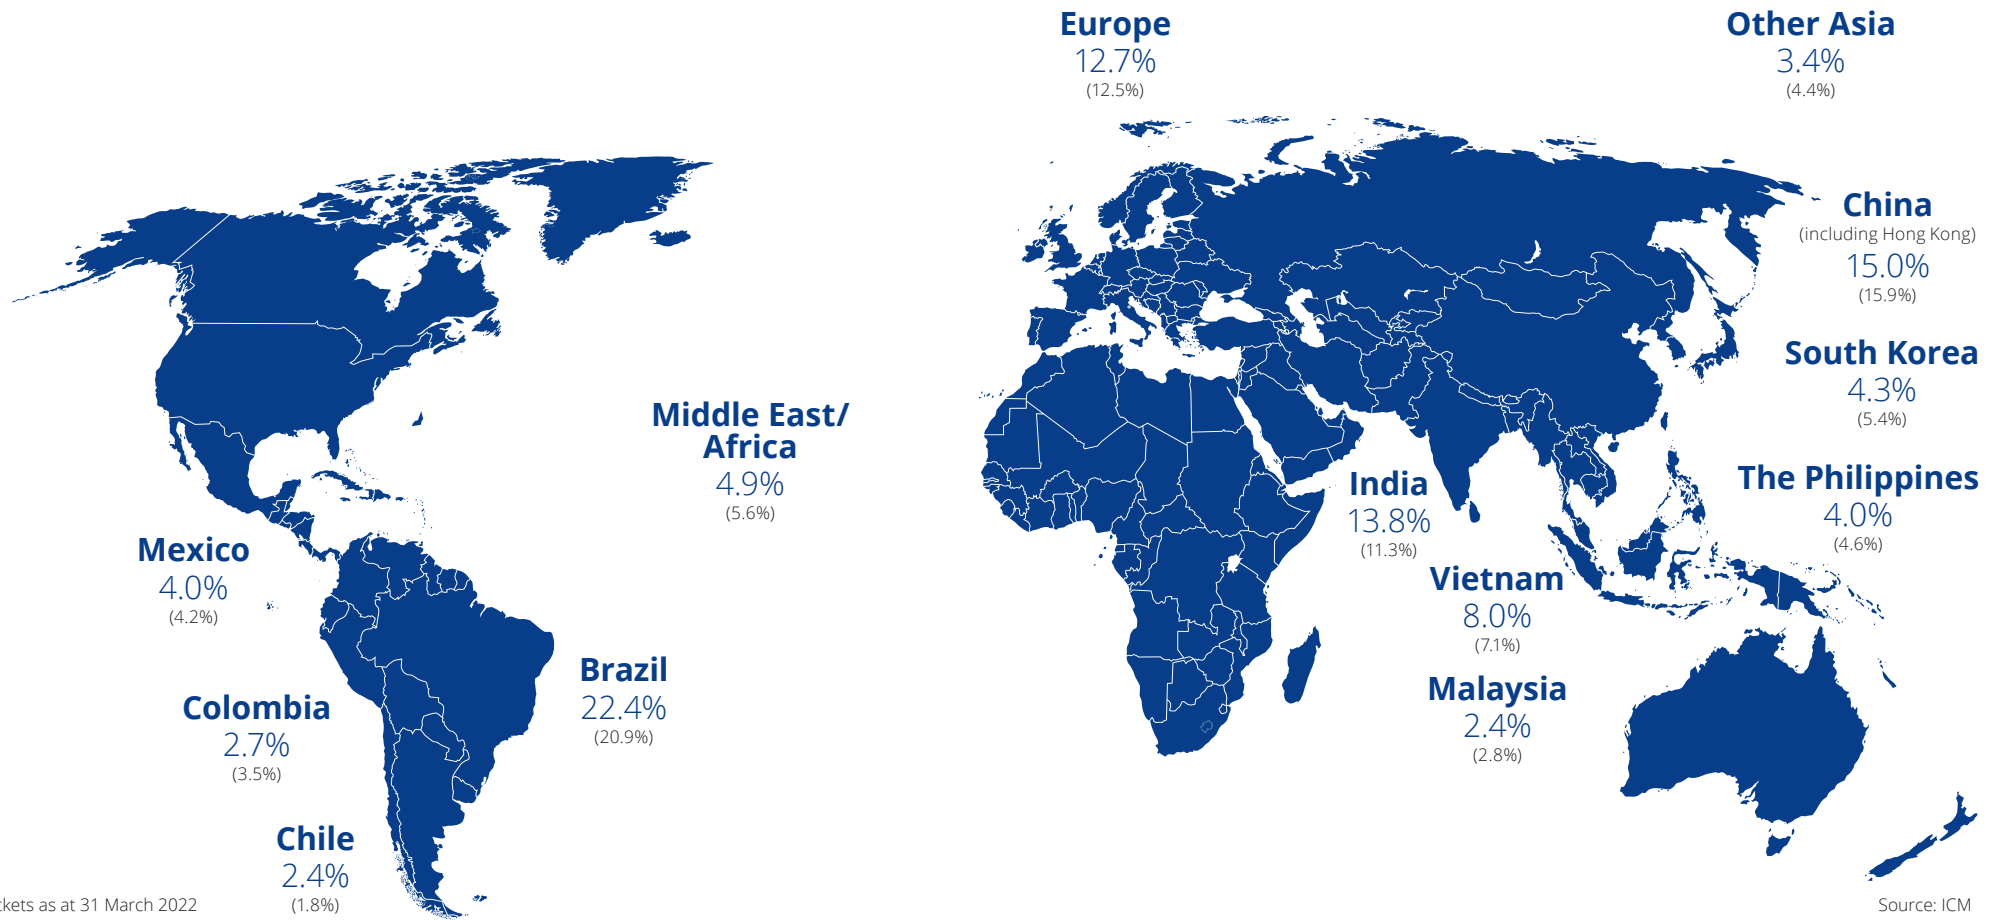 Europe
12.7%
(12.5%)
Other Asia
3.4%
(4.4%)
China
(including Hong Kong)
15.0%
(15.9%)
South Korea
4.3%
(5.4%)
Middle East/
Africa
4.9%
(5.6%)
India
13.8%
(11.3%)
The Philippines
4.0%
(4.6%)
Mexico
4.0%
(4.2%)
Vietnam
8.0%
(7.1%)
Brazil
22.4%
(20.9%)
Malaysia
2.4%
(2.8%)
Colombia
2.7%
(3.5%)
Chile
2.4%
(1.8%)
as at 31 March 2022
Source: ICM